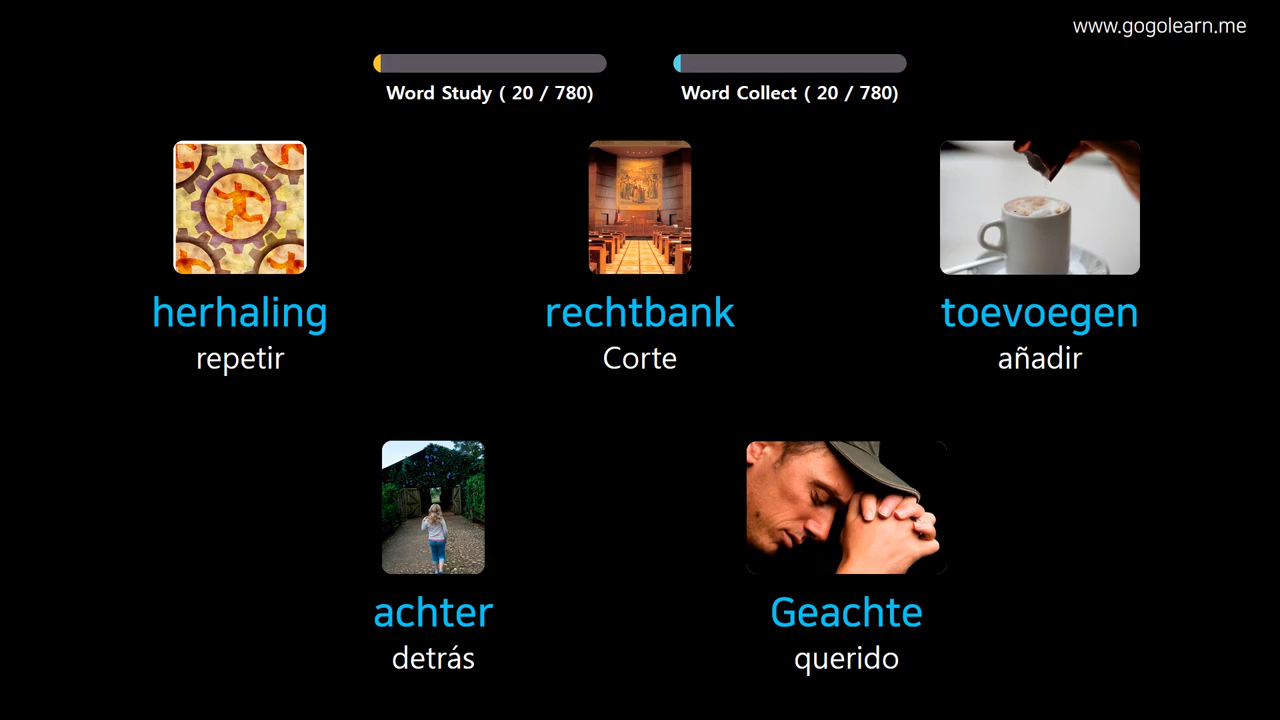 www.gogolearn.me
Word Study ( 20 / 780)
Word Collect ( 20 / 780)
herhaling
repetir
rechtbank
Corte
toevoegen
añadir
achter
detrás
Geachte
querido